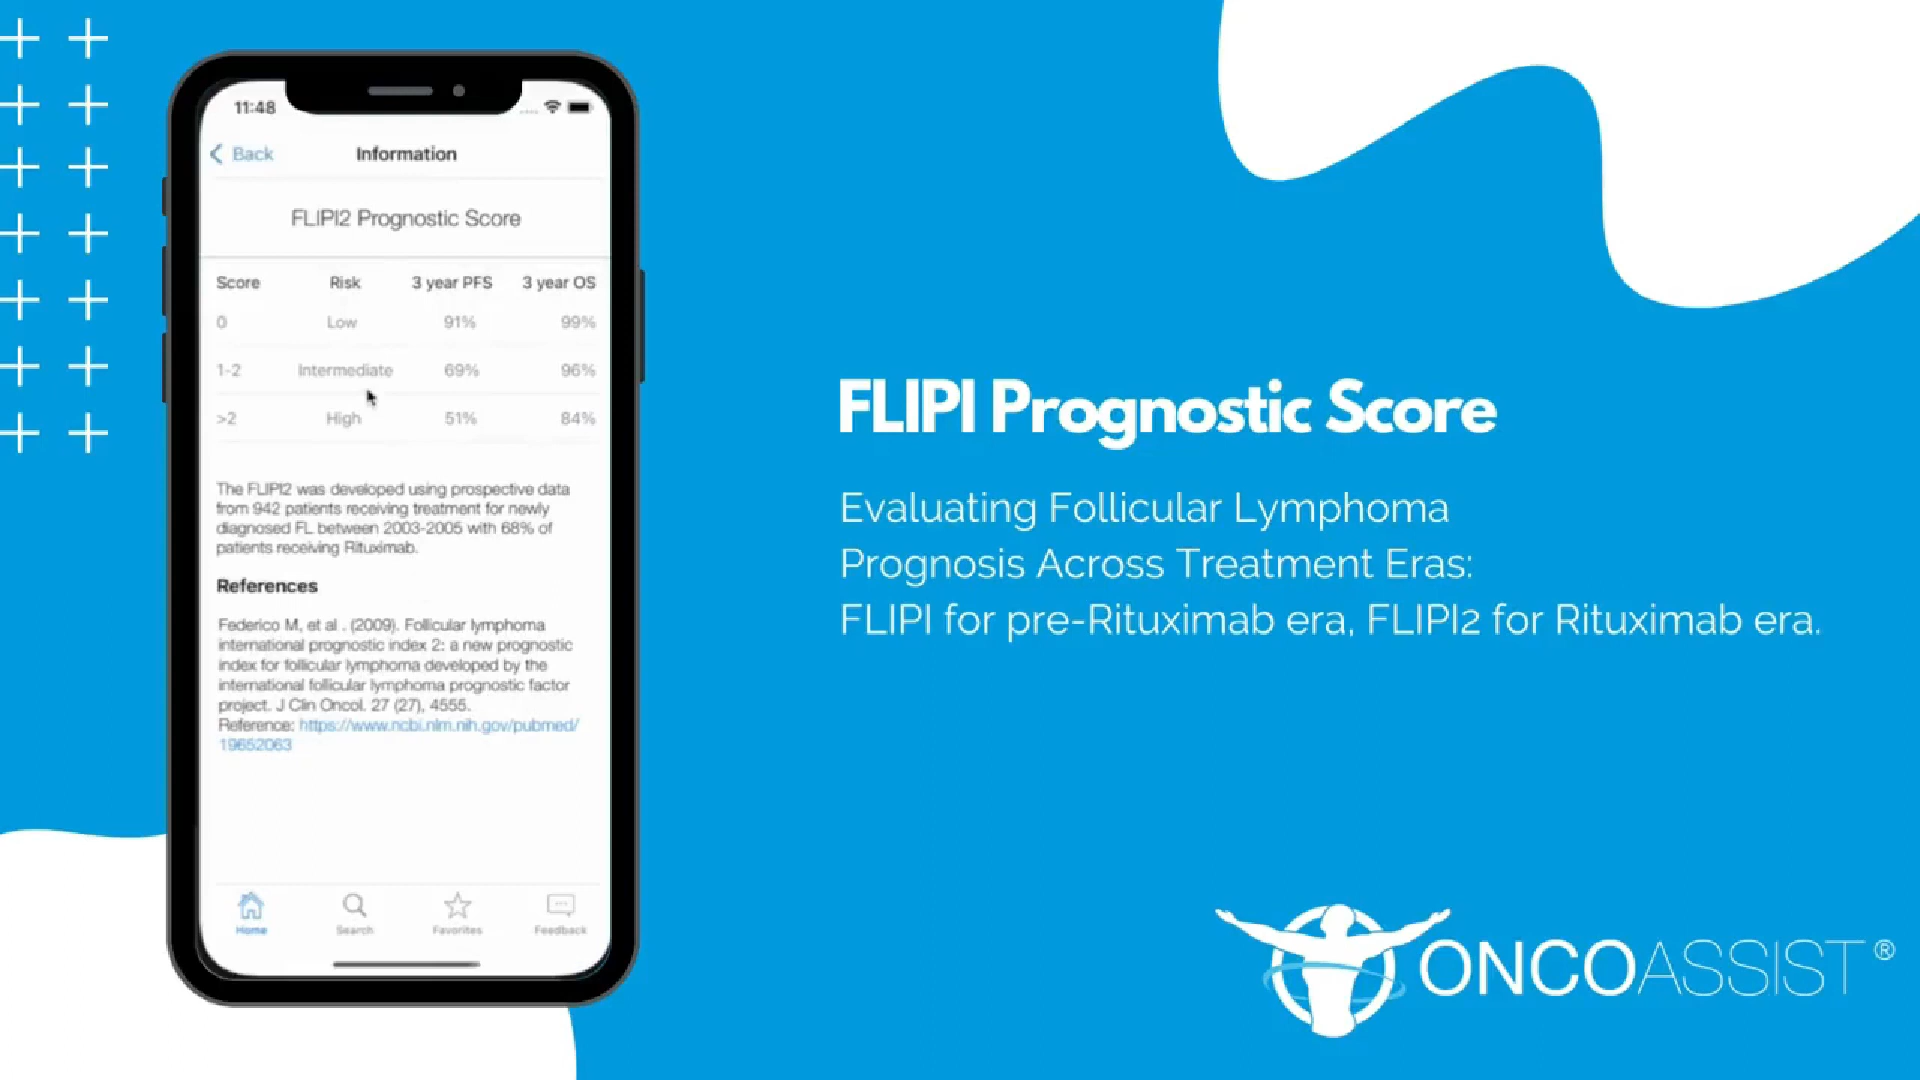 11:48
Back
Information
FLIPI2 Prognostic Score
Score Risk 3 year PFS 3 year OS
0 Low 91% 99%
1-2 Intermediate 69% 96%
>2 High 51% 84%
The FLIPI2 was developed using prospective data
from 942 patients receiving treatment for newly
diagnosed FL between 2003-2005 with 68% of
patients receiving Rituximab.
References
Federico M, et al . (2009). Follicular lymphoma
international prognostic index 2: a new prognostic
index for follicular lymphoma developed by the
international follicular lymphoma prognostic factor
project. J Clin Oncol. 27 (27), 4555.
Reference: https://www.ncbi.nlm.nih.gov/pubmed/
19652063
Home Search Favorites Feedback
FLIPI Prognostic Score
Evaluating Follicular Lymphoma
Prognosis Across Treatment Eras:
FLIPI for pre-Rituximab era, FLIPI2 for Rituximab era.
ONCOASSIST®